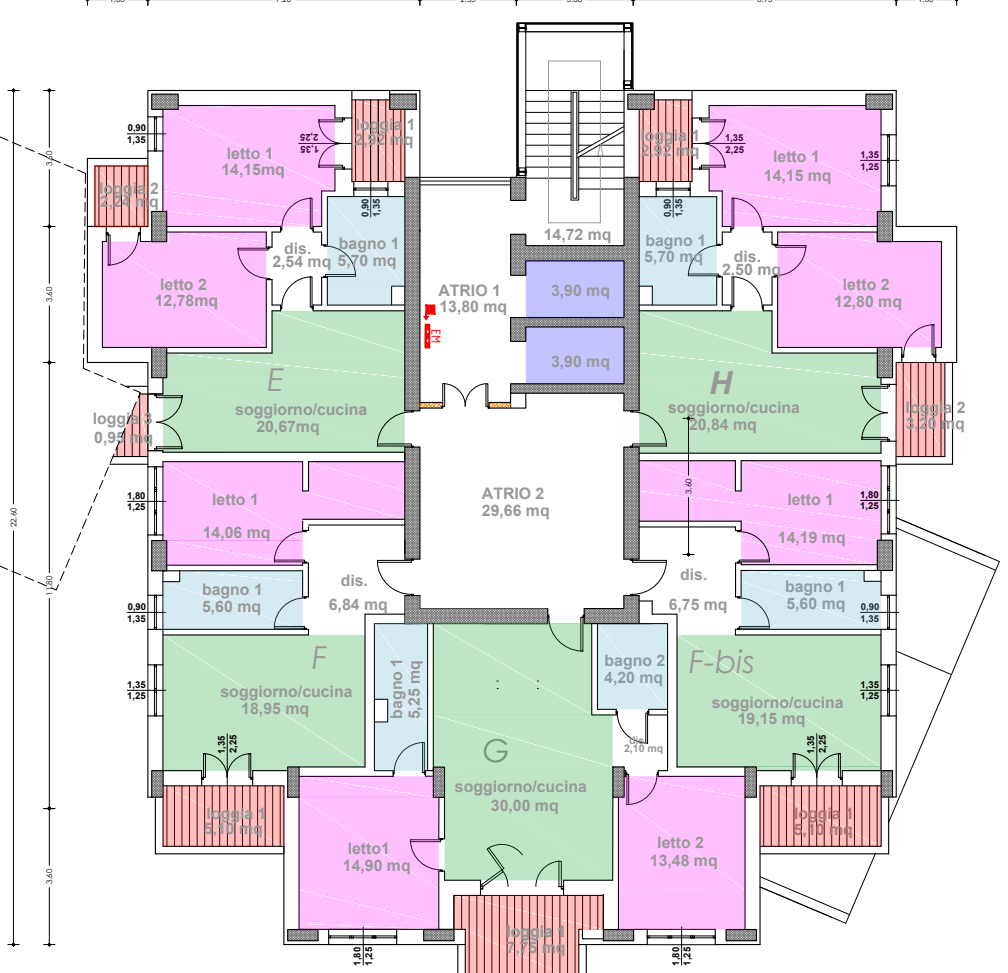 loggia 1
2,92 mq
loggia 1
2,92 mq
0,90
1,35
1,35
2,25
1,35
2,25
1,35
1,25
letto 1
14,15mq
letto 1
14,15 mq
loggia 2
2,24 mq
0,90
1,35
0,90
1,35
14,72 mq
dis.
2,54 mq
bagno 1
5,70 mq
bagno 1
5,70 mq
dis.
2,50 mq
letto 2
12,78mq
ATRIO 1
13,80 mq
3,90 mq
letto 2
12,80 mq
EM
3,90 mq
3.60
E
soggiorno/cucina
20,67mq
H
soggiorno/cucina
20,84 mq
loggia 3
0,95 mq
loggia 2
3,20 mq
1,80
1,25
letto 1
14,06 mq
ATRIO 2
29,66 mq
3.60
letto 1
14,19 mq
1,80
1,25
22.60
11.80
bagno 1
5,60 mq
dis.
6,84 mq
dis.
6,75 mq
bagno 1
5,60 mq
0,90
1,35
0,90
1,35
F
soggiorno/cucina
18,95 mq
bagno 1
5,25 mq
bagno 2
4,20 mq
F-bis
soggiorno/cucina
19,15 mq
1,35
1,25
1,35
1,25
1,35
2,25
dis.
2,10 mq
1,35
2,25
G
soggiorno/cucina
30,00 mq
loggia 1
5,10 mq
loggia 1
5,10 mq
letto1
14,90 mq
letto 2
13,48 mq
3.60
loggia 1
7,75 mq
1,80
1,25
1,80
1,25